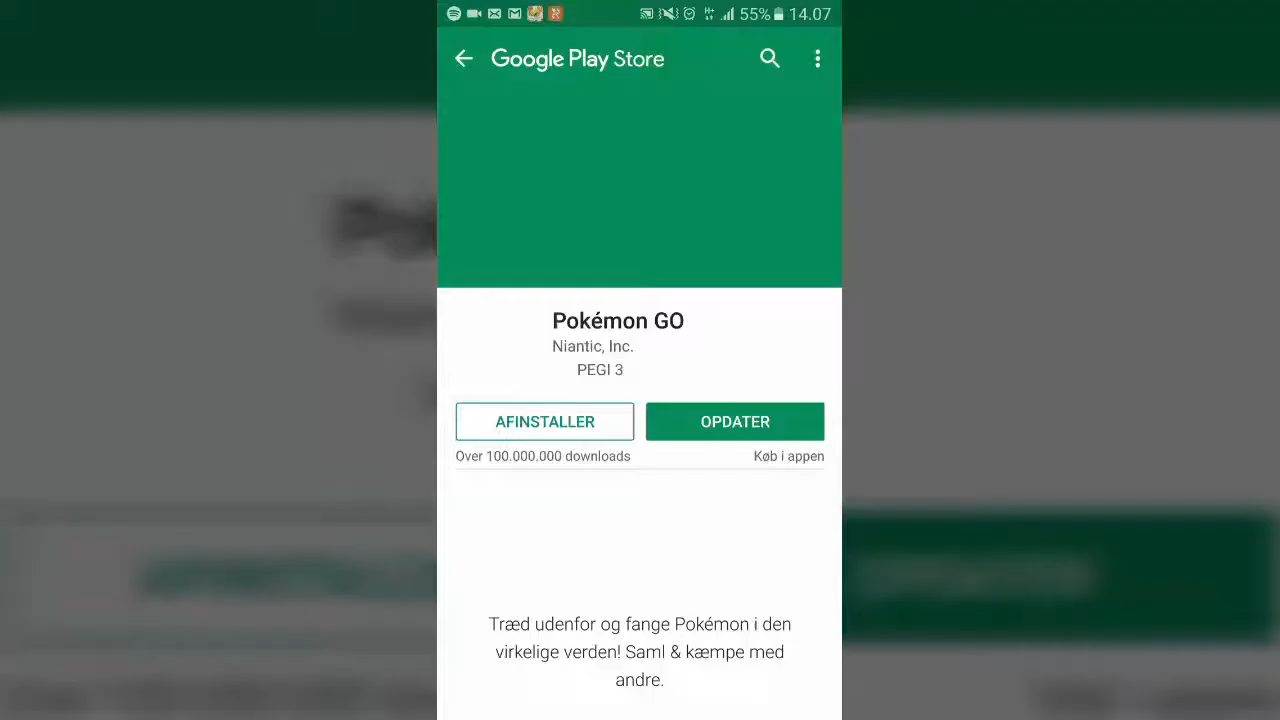 55% 14.07
Google Play Store
Pokémon GO
Niantic, Inc.
PEGI 3
AFINSTALLER
OPDATER
Over 100.000.000 downloads
Køb i appen
Træd udenfor og fange Pokémon i den
virkelige verden! Saml & kæmpe med
andre.